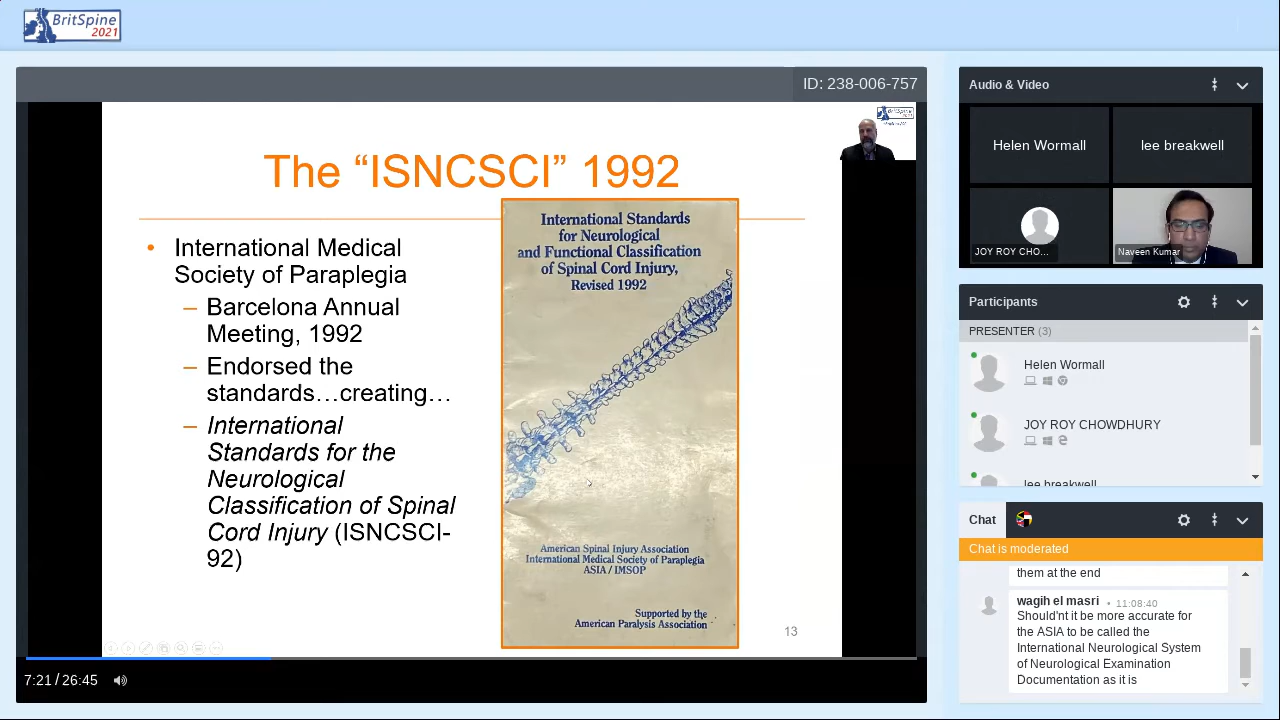 BritSpine
2021
ID: 238-006-757
The “ISNCSCI” 1992
• International Medical
Society of Paraplegia
– Barcelona Annual
Meeting, 1992
– Endorsed the
standards…creating…
– International
Standards for the
Neurological
Classification of Spinal
Cord Injury (ISNCSCI-
92)
International Standards
for Neurological
and Functional Classification
of Spinal Cord Injury,
Revised 1992
American Spinal Injury Association
International Medical Society of Paraplegia
ASIA / IMSOP
Supported by the
American Paralysis Association
13
7:21 / 26:45
Audio & Video
Helen Wormall
lee breakwell
JOY ROY CHO...
Naveen Kumar
Participants
PRESENTER (3)
Helen Wormall
JOY ROY CHOWDHURY
lee breakwell
Chat
Chat is moderated
them at the end
wagih el masri • 11:08:40
Should'nt it be more accurate for
the ASIA to be called the
International Neurological System
of Neurological Examination
Documentation as it is